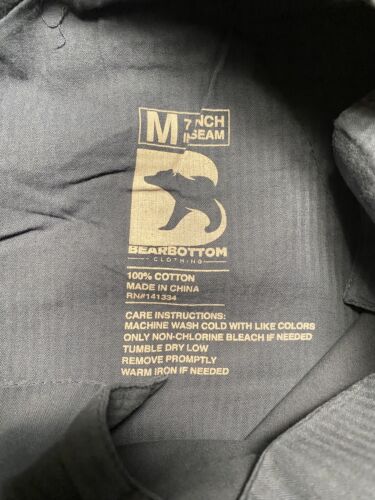 M 7 INCH
INSEAM
BEARBOTTOM
CLOTHING
100% COTTON
MADE IN CHINA
RN#141334
CARE INSTRUCTIONS:
MACHINE WASH COLD WITH LIKE COLORS
ONLY NON-CHLORINE BLEACH IF NEEDED
TUMBLE DRY LOW
REMOVE PROMPTLY
WARM IRON IF NEEDED